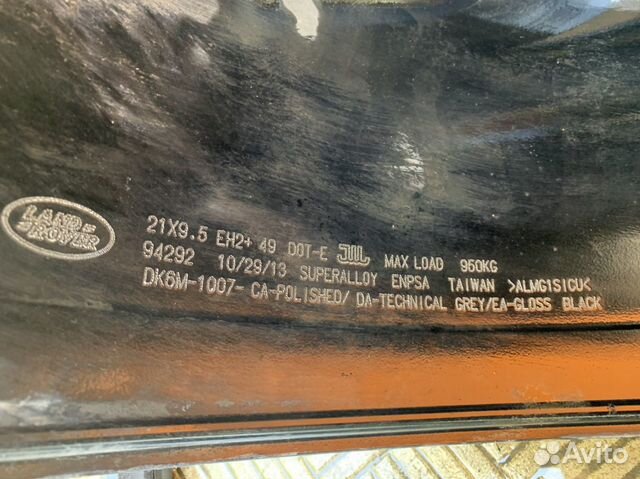 LAND ROVER
21X9.5 EH2+ 49 DOT-E JWL MAX LOAD 950KG
94292 10/29/13 SUPERALLOY ENPSA TAIWAN >ALMG1SICU<
DK6M-1007- CA-POLISHED/ DA-TECHNICAL GREY/EA-GLOSS BLACK
Avito